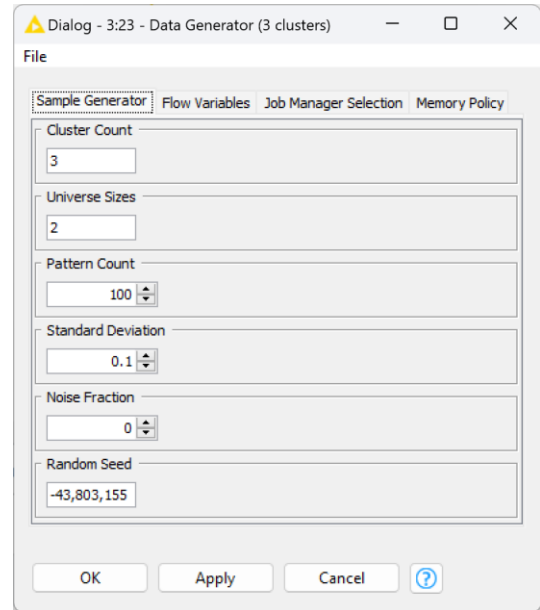 Dialog - 3:23 - Data Generator (3 clusters)
File
Sample Generator Flow Variables Job Manager Selection Memory Policy
Cluster Count
3
Universe Sizes
2
Pattern Count
100
Standard Deviation
0.1
Noise Fraction
0
Random Seed
-43,803,155
OK Apply Cancel ?